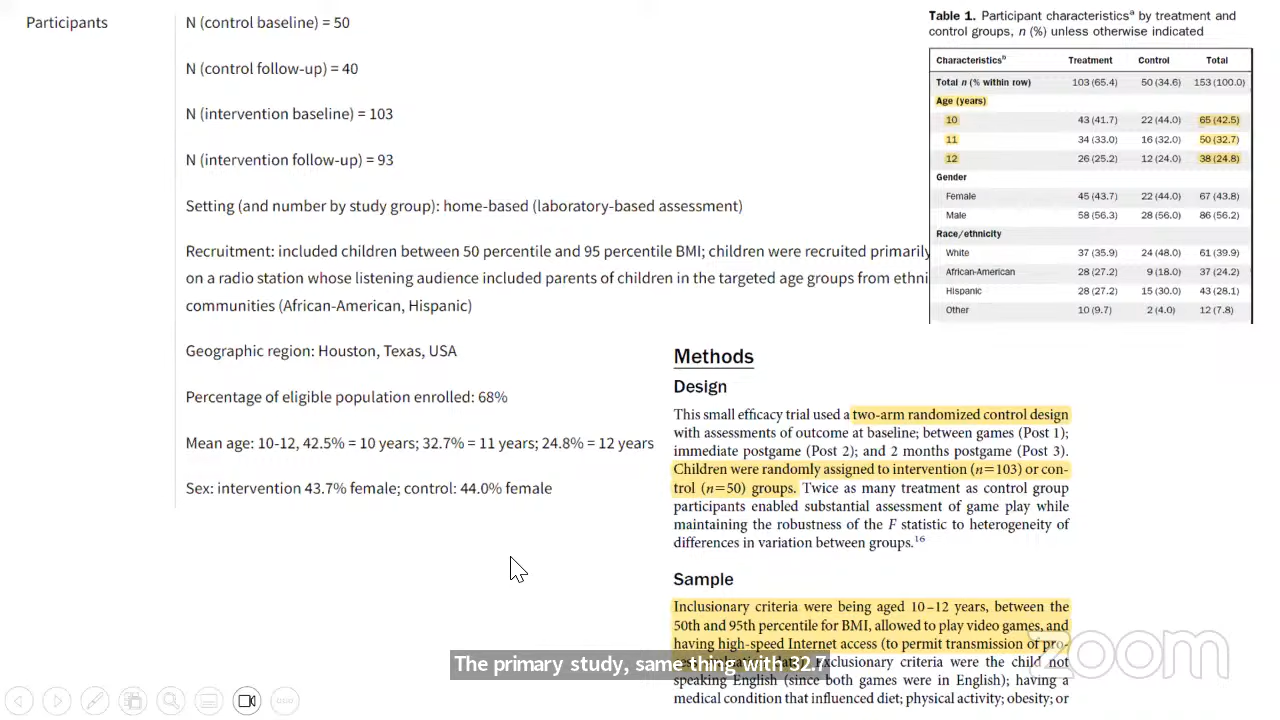 Participants
N (control baseline) = 50
N (control follow-up) = 40
N (intervention baseline) = 103
N (intervention follow-up) = 93
Setting (and number by study group): home-based (laboratory-based assessment)
Recruitment: included children between 50 percentile and 95 percentile BMI; children were recruited primarily
on a radio station whose listening audience included parents of children in the targeted age groups from ethni
communities (African-American, Hispanic)
Geographic region: Houston, Texas, USA
Percentage of eligible population enrolled: 68%
Mean age: 10-12, 42.5% = 10 years; 32.7% = 11 years; 24.8% = 12 years
Sex: intervention 43.7% female; control: 44.0% female
Table 1. Participant characteristicsᵃ by treatment and
control groups, n (%) unless otherwise indicated
Characteristicsᵇ Treatment Control Total
Total n (% within row) 103 (65.4) 50 (34.6) 153 (100.0)
Age (years)
10 43 (41.7) 22 (44.0) 65 (42.5)
11 34 (33.0) 16 (32.0) 50 (32.7)
12 26 (25.2) 12 (24.0) 38 (24.8)
Gender
Female 45 (43.7) 22 (44.0) 67 (43.8)
Male 58 (56.3) 28 (56.0) 86 (56.2)
Race/ethnicity
White 37 (35.9) 24 (48.0) 61 (39.9)
African-American 28 (27.2) 9 (18.0) 37 (24.2)
Hispanic 28 (27.2) 15 (30.0) 43 (28.1)
Other 10 (9.7) 2 (4.0) 12 (7.8)
Methods
Design
This small efficacy trial used a two-arm randomized control design
with assessments of outcome at baseline; between games (Post 1);
immediate postgame (Post 2); and 2 months postgame (Post 3).
Children were randomly assigned to intervention (n=103) or con-
trol (n=50) groups. Twice as many treatment as control group
participants enabled substantial assessment of game play while
maintaining the robustness of the F statistic to heterogeneity of
differences in variation between groups.¹⁶
Sample
Inclusionary criteria were being aged 10–12 years, between the
50th and 95th percentile for BMI, allowed to play video games, and
having high-speed Internet access (to permit transmission of pro-
Exclusionary criteria were the child not
speaking English (since both games were in English); having a
medical condition that influenced diet; physical activity; obesity; or
The primary study, same thing with 32.7
zoom